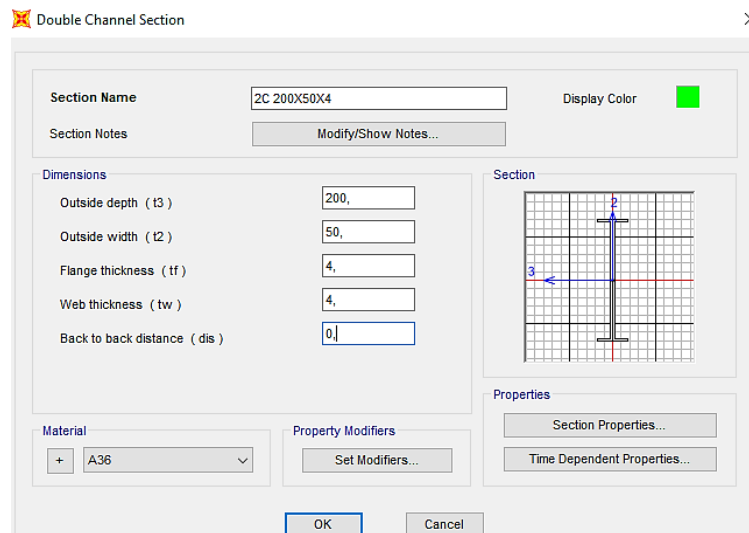 Double Channel Section
Section Name 2C 200X50X4 Display Color
Section Notes Modify/Show Notes...
Dimensions
Outside depth ( t3 ) 200,
Outside width ( t2 ) 50,
Flange thickness ( tf ) 4,
Web thickness ( tw ) 4,
Back to back distance ( dis ) 0,
Section
2
3
Properties
Section Properties...
Time Dependent Properties...
Material
+ A36
Property Modifiers
Set Modifiers...
OK Cancel